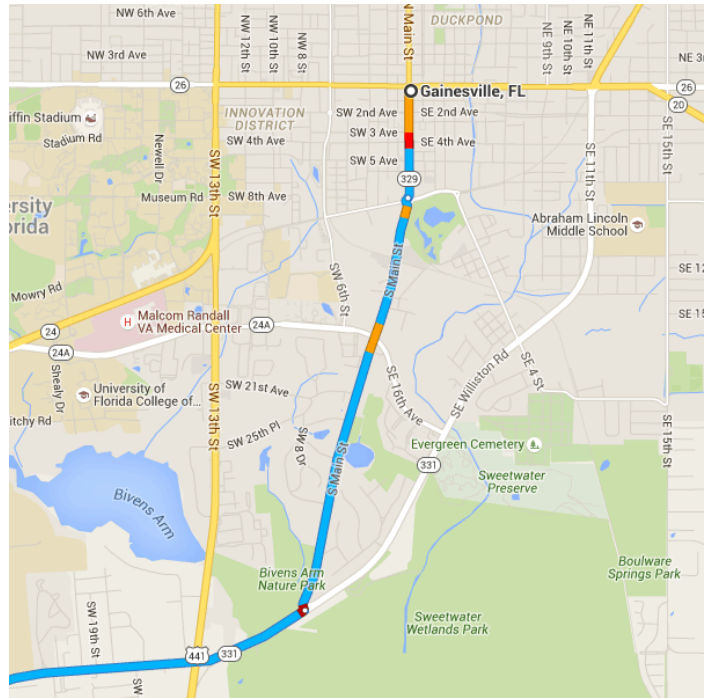 NW 6th Ave
N Main St
DUCKPOND
NW 3rd Ave
NW 12th St
NW 10th St
NW 8 St
NE 9th St
NE 10th St
NE 11th St
NE 3
26
Gainesville, FL
26
20
iffin Stadium
Stadium Rd
INNOVATION
DISTRICT
SW 2nd Ave
SE 2nd Ave
SW 3 Ave
SW 4th Ave
SE 4th Ave
Newell Dr
SW 13th St
SW 5 Ave
SE 15th St
SE 11th St
329
Museum Rd
SW 8th Ave
ersity
lorida
Abraham Lincoln
Middle School
S Main St
SW 6th St
SE 12
Mowry Rd
H
Malcom Randall
VA Medical Center
24
24A
24A
SE 15
Shealy Dr
University of
Florida College of...
SW 21st Ave
SE 16th Ave
SE Williston Rd
SE 4 St
itchy Rd
SW 13th St
SW 25th Pl
SW 8 Dr
S Main St
Evergreen Cemetery
SE 15th St
331
Sweetwater
Preserve
Bivens Arm
Bivens Arm
Nature Park
Boulware
Springs Park
SW 19th St
Sweetwater
Wetlands Park
441
331
SW